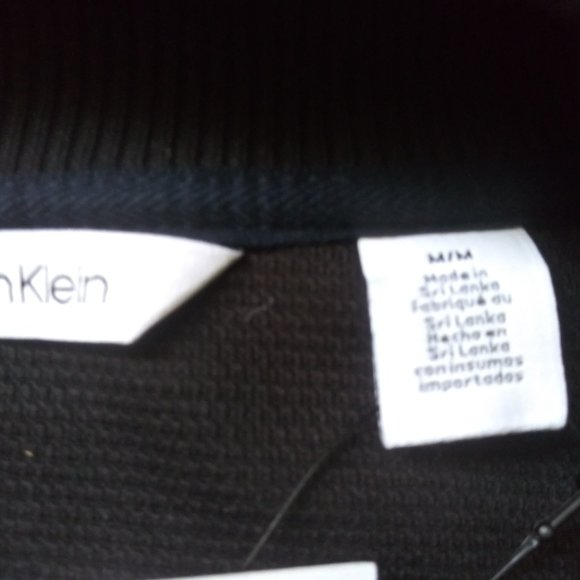 n Klein
M/M
Made in
Sri Lanka
Fabriqué au
Sri Lanka
Hecho en
Sri Lanka
con insumos
importados